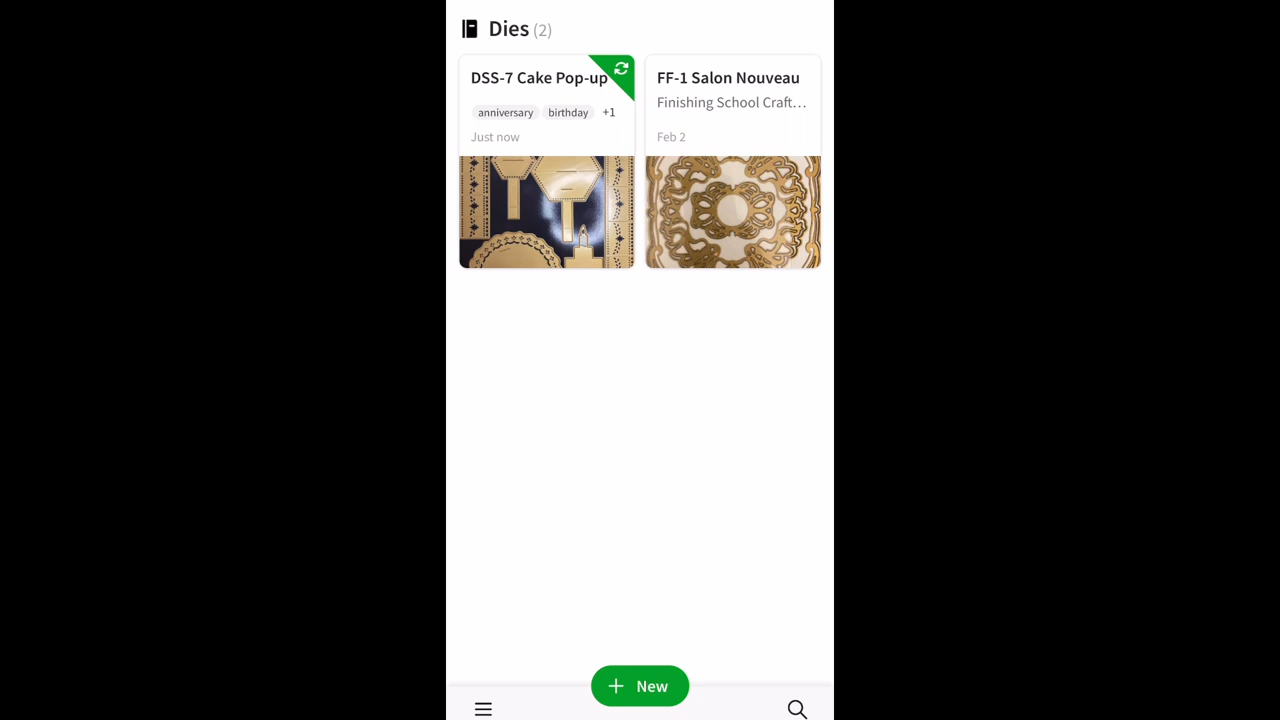 Dies (2)
DSS-7 Cake Pop-up
anniversary birthday +1
Just now
FF-1 Salon Nouveau
Finishing School Craft...
Feb 2
New